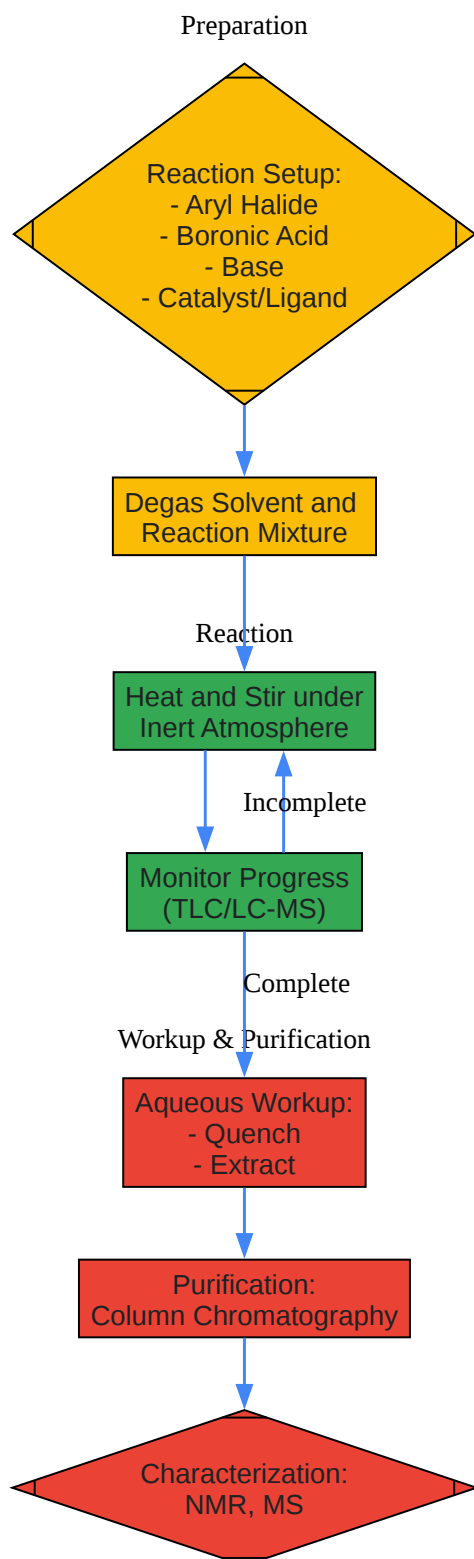 Preparation
Reaction Setup:
- Aryl Halide
- Boronic Acid
- Base
- Catalyst/Ligand
Degas Solvent and
Reaction Mixture
Reaction
Heat and Stir under
Inert Atmosphere
Incomplete
Monitor Progress
(TLC/LC-MS)
Complete
Workup & Purification
Aqueous Workup:
- Quench
- Extract
Purification:
Column Chromatography
Characterization:
NMR, MS